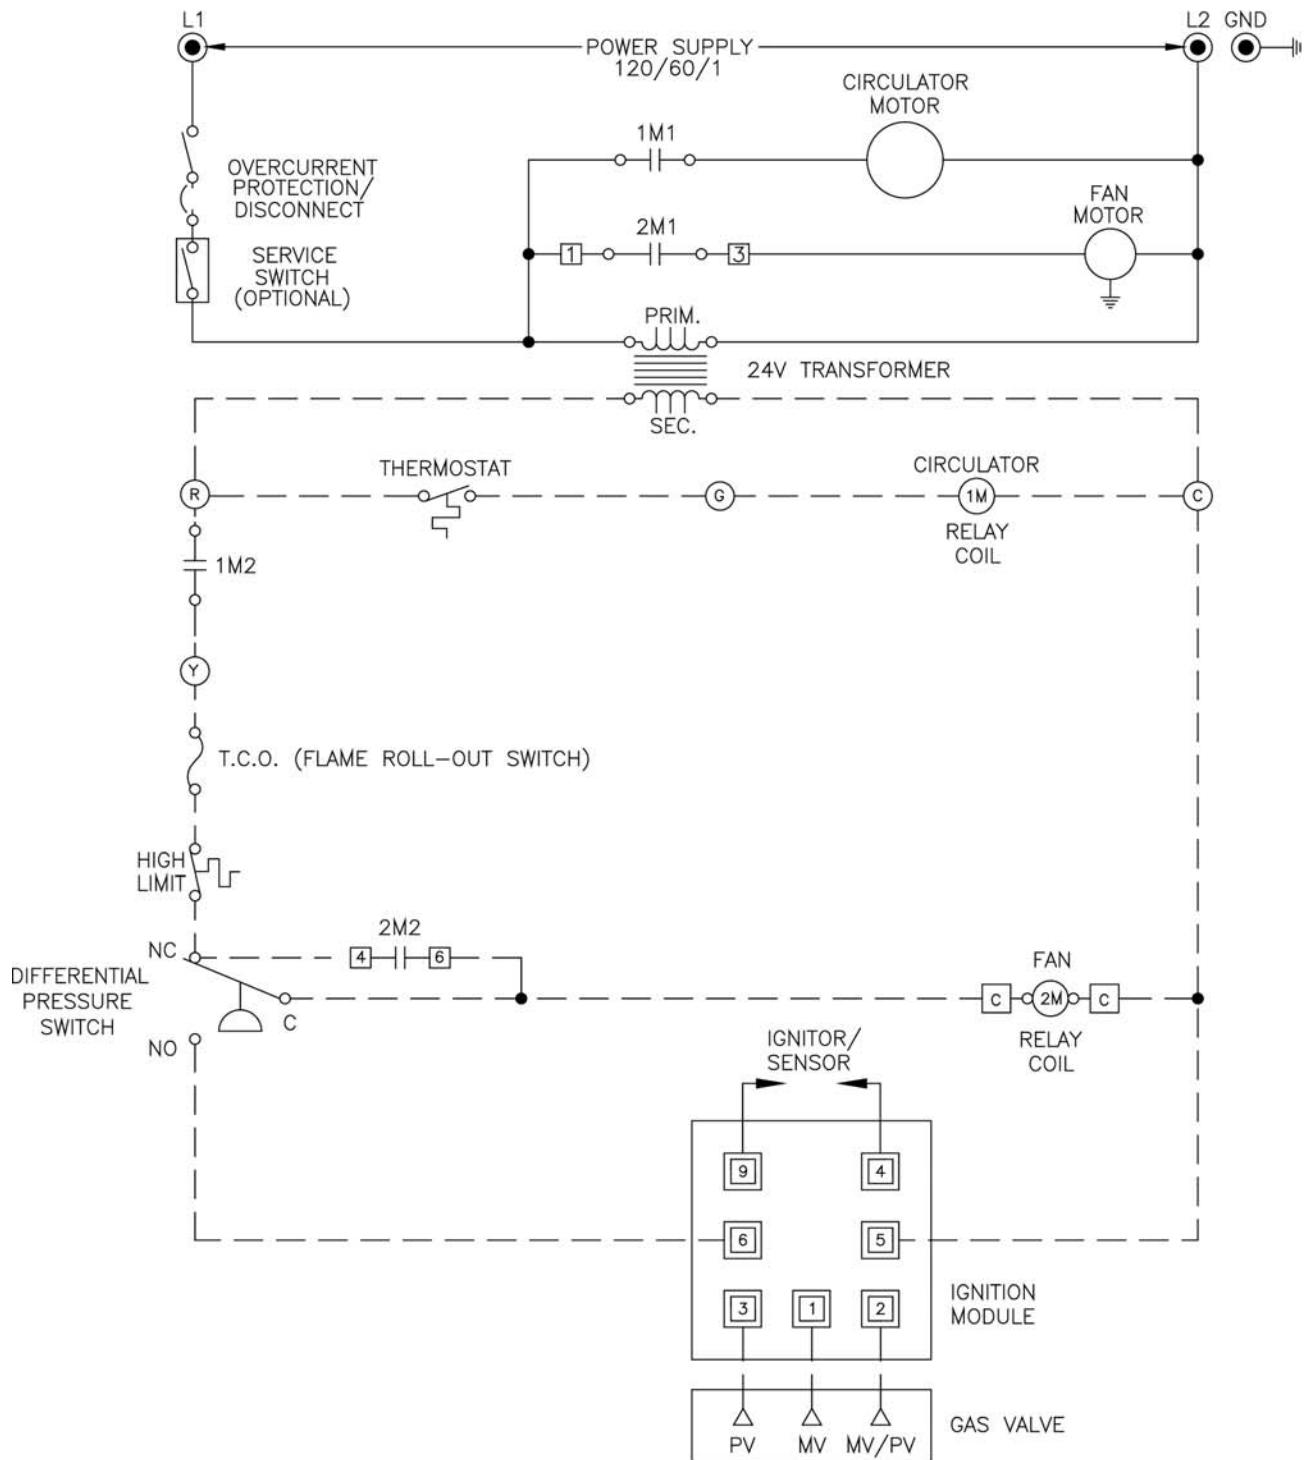 L1
L2 GND
POWER SUPPLY
120/60/1
CIRCULATOR
MOTOR
1M1
OVERCURRENT
PROTECTION/
DISCONNECT
FAN
MOTOR
2M1
1
3
SERVICE
SWITCH
(OPTIONAL)
PRIM.
24V TRANSFORMER
SEC.
THERMOSTAT
CIRCULATOR
R
G
1M
C
RELAY
COIL
1M2
Y
T.C.O. (FLAME ROLL-OUT SWITCH)
HIGH
LIMIT
2M2
NC
4
6
FAN
DIFFERENTIAL
PRESSURE
SWITCH
C
C
2M
C
NO
IGNITOR/
SENSOR
RELAY
COIL
9
4
6
5
IGNITION
MODULE
3
1
2
GAS VALVE
PV
MV
MV/PV